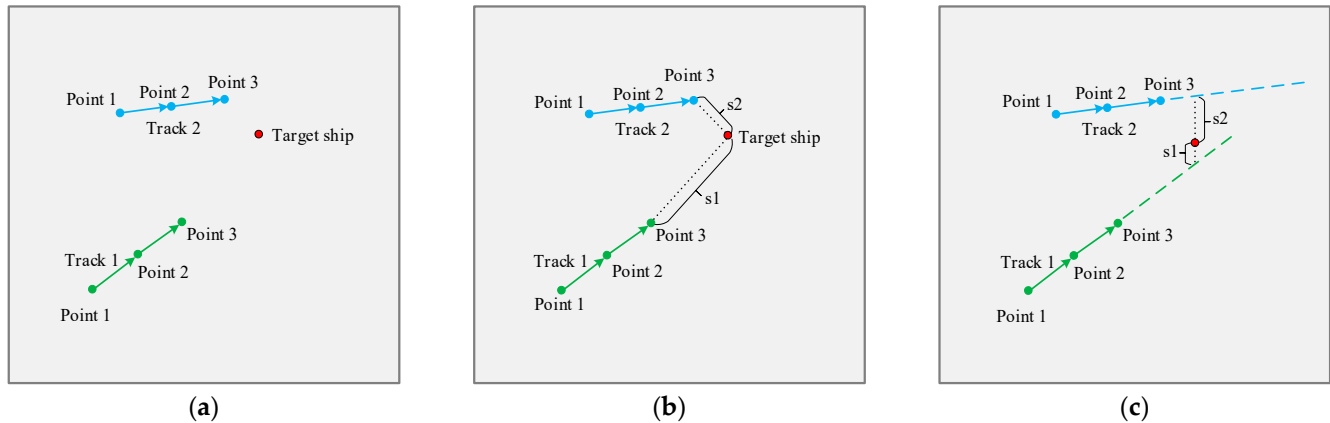 Point 1
Point 2
Point 3
Track 2
Target ship
Point 3
Track 1
Point 2
Point 1
(a)
Point 3
Point 2
Point 1
s2
Track 2
Target ship
s1
Point 3
Track 1
Point 2
Point 1
(b)
Point 3
Point 2
Point 1
Track 2
s2
s1
Point 3
Track 1
Point 2
Point 1
(c)